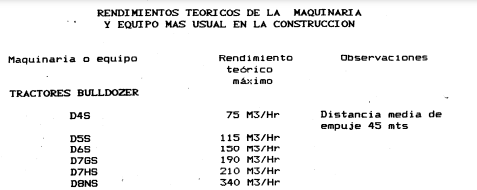 RENDIMIENTOS TEORICOS DE LA MAQUINARIA
Y EQUIPO MAS USUAL EN LA CONSTRUCCION
Maquinaria o equipo Rendimiento Observaciones
teórico
máximo
TRACTORES BULLDOZER
D4S 75 M3/Hr Distancia media de
empuje 45 mts
D5S 115 M3/Hr
D6S 150 M3/Hr
D7GS 190 M3/Hr
D7HS 210 M3/Hr
D8NS 340 M3/Hr